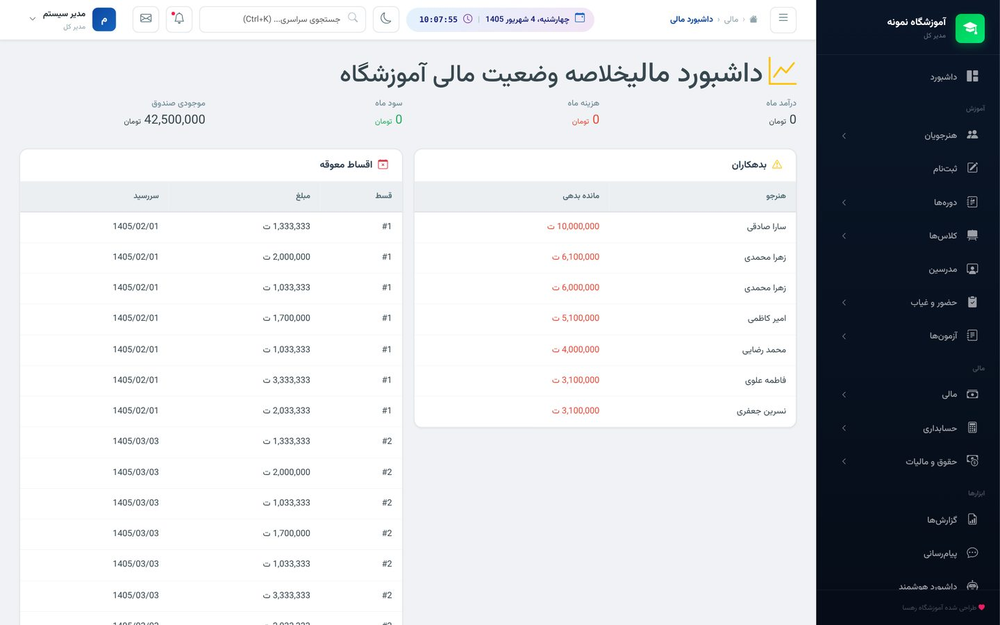 آموزشگاه نمونه
مدیر کل
داشبورد
آموزش
هنرجویان
ثبت‌نام
دوره‌ها
کلاس‌ها
مدرسین
حضور و غیاب
آزمون‌ها
مالی
مالی
حسابداری
حقوق و مالیات
ابزارها
گزارش‌ها
پیام‌رسانی
داشبورد هوشمند
طراحی شده آموزشگاه رهسا
مالی › داشبورد مالی
چهارشنبه، 4 شهریور 1405 | 10:07:55
جستجوی سراسری... (Ctrl+K)
م
مدیر سیستم
مدیر کل
داشبورد مالیخلاصه وضعیت مالی آموزشگاه
درآمد ماه
0 تومان
هزینه ماه
0 تومان
سود ماه
0 تومان
موجودی صندوق
42,500,000 تومان
بدهکاران
هنرجو مانده بدهی
سارا صادقی 10,000,000 ت
زهرا محمدی 6,100,000 ت
زهرا محمدی 6,000,000 ت
امیر کاظمی 5,100,000 ت
محمد رضایی 4,000,000 ت
فاطمه علوی 3,100,000 ت
نسرین جعفری 3,100,000 ت
اقساط معوقه
قسط مبلغ سررسید
#1 1,333,333 ت 1405/02/01
#1 2,000,000 ت 1405/02/01
#1 1,033,333 ت 1405/02/01
#1 1,700,000 ت 1405/02/01
#1 1,033,333 ت 1405/02/01
#1 3,333,333 ت 1405/02/01
#1 2,033,333 ت 1405/02/01
#2 1,333,333 ت 1405/03/03
#2 2,000,000 ت 1405/03/03
#2 1,033,333 ت 1405/03/03
#2 1,700,000 ت 1405/03/03
#2 1,033,333 ت 1405/03/03
#2 3,333,333 ت 1405/03/03